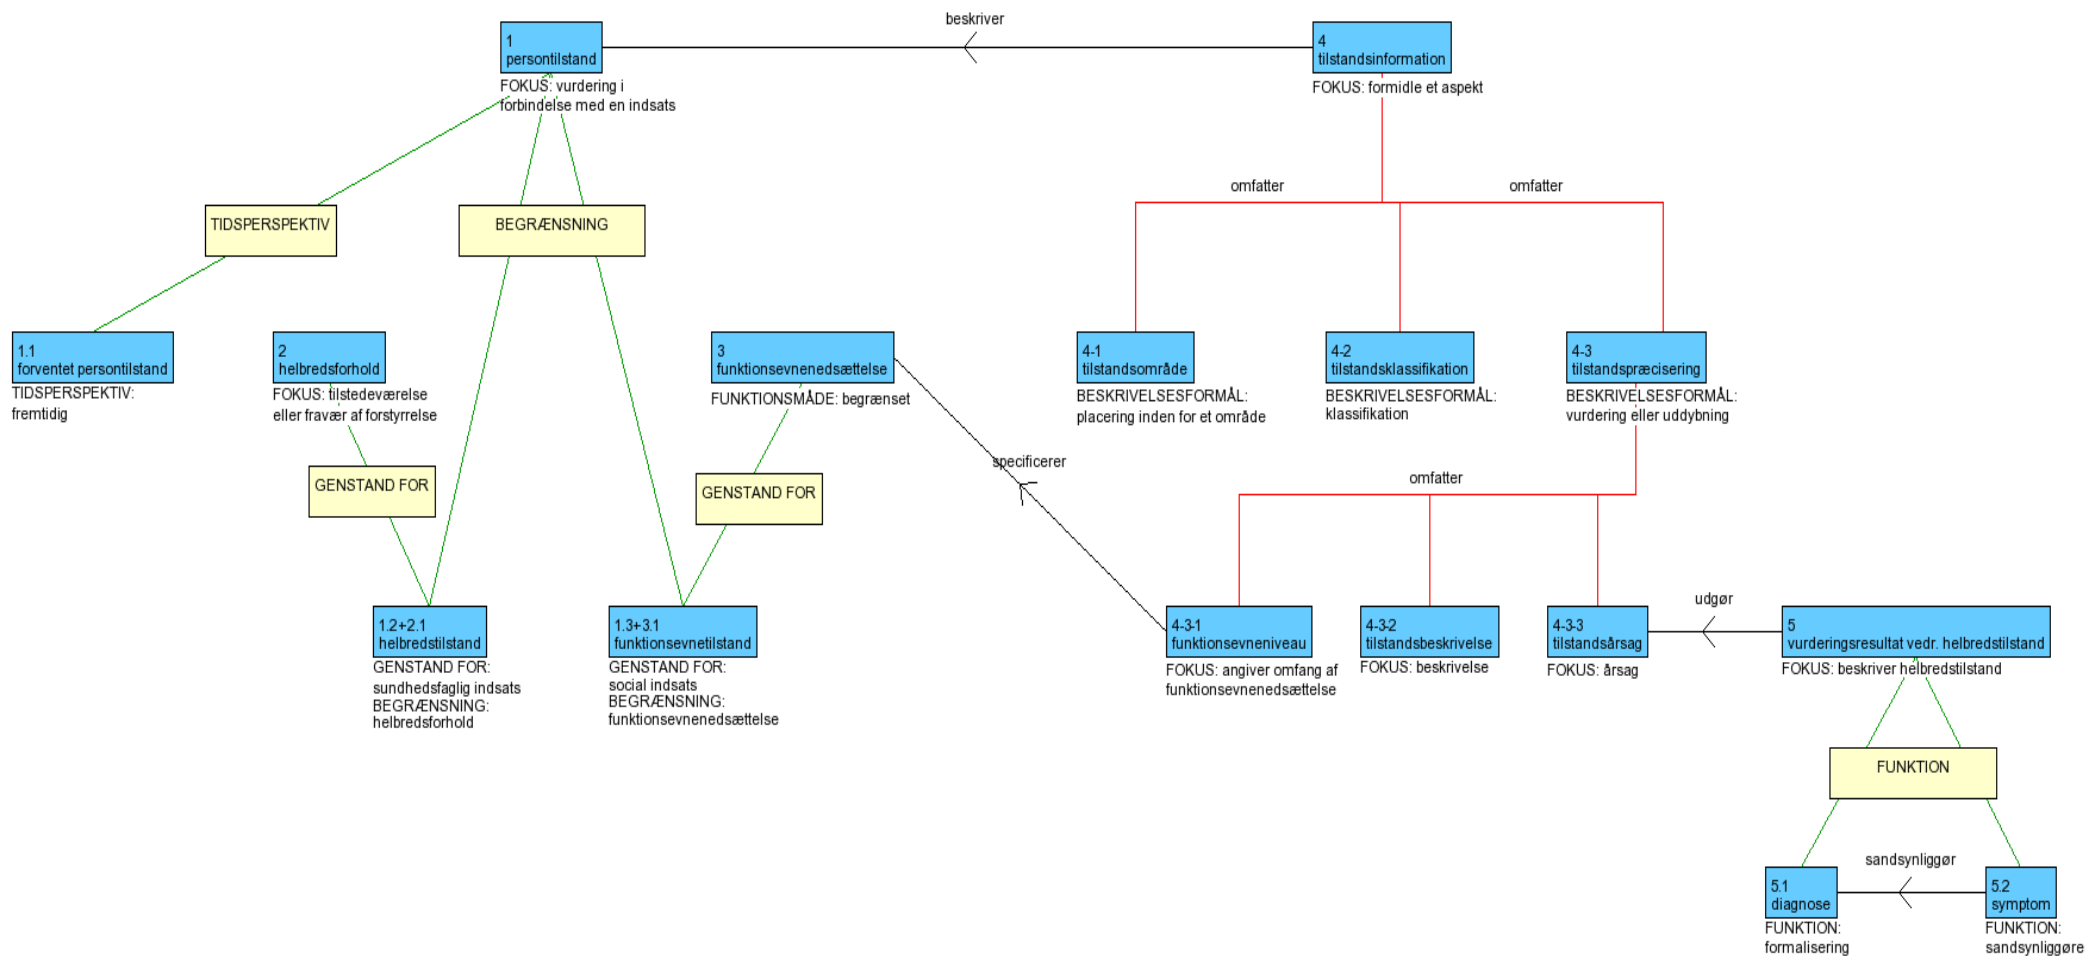 beskriver
1
persontilstand
FOKUS: vurdering i
forbindelse med en indsats
4
tilstandsinformation
FOKUS: formidle et aspekt
omfatter
omfatter
TIDSPERSPEKTIV
BEGRÆNSNING
1.1
forventet persontilstand
TIDSPERSPEKTIV:
fremtidig
2
helbredsforhold
FOKUS: tilstedeværelse
eller fravær af forstyrrelse
3
funktionsevnenedsættelse
FUNKTIONSMÅDE: begrænset
4-1
tilstandsområde
BESKRIVELSESFORMÅL:
placering inden for et område
4-2
tilstandsklassifikation
BESKRIVELSESFORMÅL:
klassifikation
4-3
tilstandspræcisering
BESKRIVELSESFORMÅL:
vurdering eller uddybning
specificerer
omfatter
GENSTAND FOR
GENSTAND FOR
1.2+2.1
helbredstilstand
GENSTAND FOR:
sundhedsfaglig indsats
BEGRÆNSNING:
helbredsforhold
1.3+3.1
funktionsevnetilstand
GENSTAND FOR:
social indsats
BEGRÆNSNING:
funktionsevnenedsættelse
4-3-1
funktionsevneniveau
FOKUS: angiver omfang af
funktionsevnenedsættelse
4-3-2
tilstandsbeskrivelse
FOKUS: beskrivelse
4-3-3
tilstandsårsag
FOKUS: årsag
udgør
5
vurderingsresultat vedr. helbredstilstand
FOKUS: beskriver helbredstilstand
FUNKTION
sandsynliggør
5.1
diagnose
FUNKTION:
formalisering
5.2
symptom
FUNKTION:
sandsynliggøre